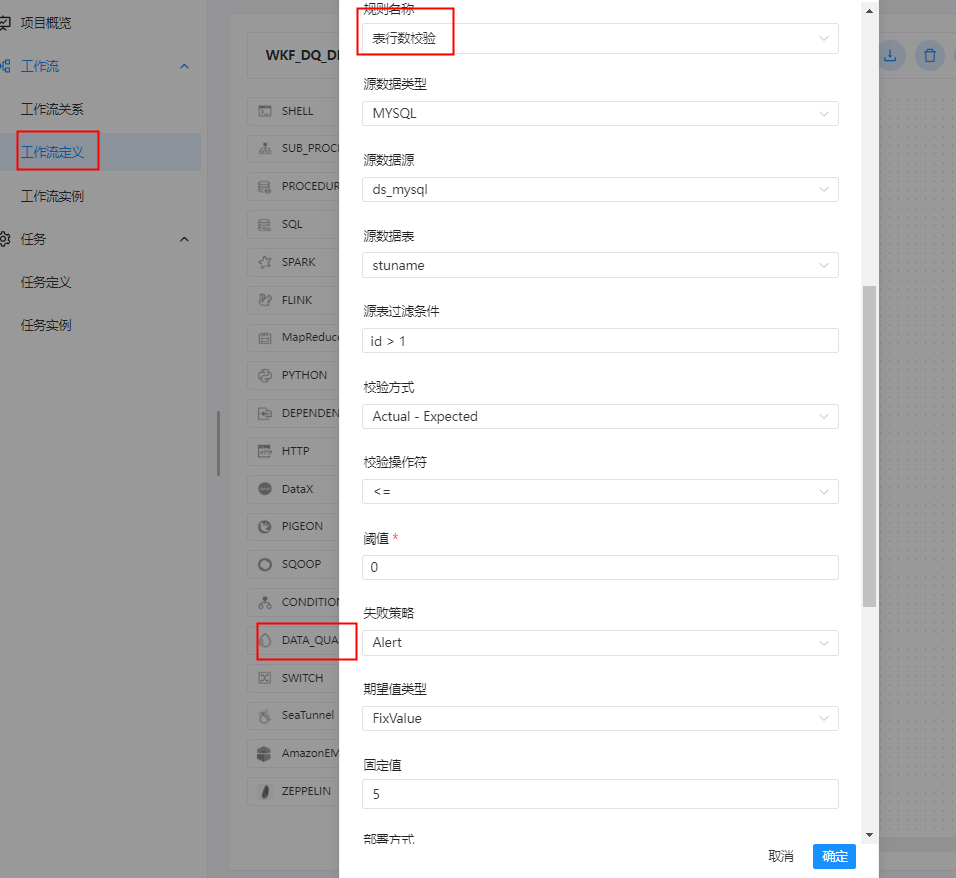 项目概览
工作流
工作流关系
工作流定义
工作流实例
任务
任务定义
任务实例
WKF_DQ_D
SHELL
SUB_PROC
PROCEDUR
SQL
SPARK
FLINK
MapReduc
PYTHON
DEPENDEN
HTTP
DataX
PIGEON
SQOOP
CONDITION
DATA_QUA
SWITCH
SeaTunnel
AmazonEM
ZEPPELIN
规则名称
表行数校验
源数据类型
MYSQL
源数据源
ds_mysql
源数据表
stuname
源表过滤条件
id > 1
校验方式
Actual - Expected
校验操作符
<=
阈值 *
0
失败策略
Alert
期望值类型
FixValue
固定值
5
部署方式
取消
确定